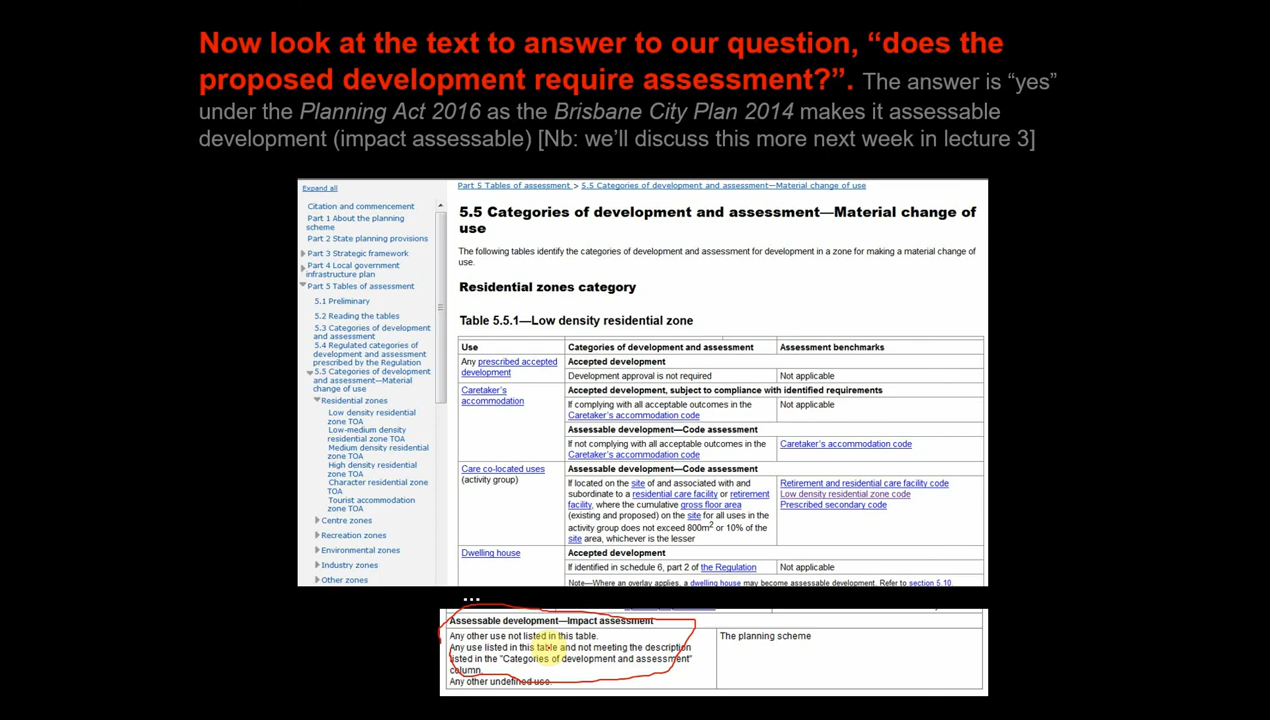 Now look at the text to answer to our question, “does the
proposed development require assessment?”. The answer is “yes”
under the Planning Act 2016 as the Brisbane City Plan 2014 makes it assessable
development (impact assessable) [Nb: we’ll discuss this more next week in lecture 3]
Expand all
Citation and commencement
Part 1 About the planning
scheme
Part 2 State planning provisions
Part 3 Strategic framework
Part 4 Local government
infrastructure plan
Part 5 Tables of assessment
5.1 Preliminary
5.2 Reading the tables
5.3 Categories of development
and assessment
5.4 Regulated categories of
development and assessment
prescribed by the Regulation
5.5 Categories of development
and assessment—Material
change of use
Residential zones
Low density residential
zone TOA
Low-medium density
residential zone TOA
Medium density residential
zone TOA
High density residential
zone TOA
Character residential zone
TOA
Tourist accommodation
zone TOA
Centre zones
Recreation zones
Environmental zones
Industry zones
Other zones
Part 5 Tables of assessment > 5.5 Categories of development and assessment—Material change of use
5.5 Categories of development and assessment—Material change of
use
The following tables identify the categories of development and assessment for development in a zone for making a material change of
use.
Residential zones category
Table 5.5.1—Low density residential zone
Use Categories of development and assessment Assessment benchmarks
Any prescribed accepted
development
Accepted development
Development approval is not required Not applicable
Caretaker’s
accommodation
Accepted development, subject to compliance with identified requirements
If complying with all acceptable outcomes in the
Caretaker’s accommodation code
Not applicable
Assessable development—Code assessment
If not complying with all acceptable outcomes in the
Caretaker’s accommodation code
Caretaker’s accommodation code
Care co-located uses
(activity group)
Assessable development—Code assessment
If located on the site of and associated with and
subordinate to a residential care facility or retirement
facility, where the cumulative gross floor area
(existing and proposed) on the site for all uses in the
activity group does not exceed 800m² or 10% of the
site area, whichever is the lesser
Retirement and residential care facility code
Low density residential zone code
Prescribed secondary code
Dwelling house
Accepted development
If identified in schedule 6, part 2 of the Regulation Not applicable
Note—Where an overlay applies, a dwelling house may become assessable development. Refer to section 5.10.
...
Assessable development—Impact assessment
Any other use not listed in this table.
Any use listed in this table and not meeting the description
listed in the "Categories of development and assessment"
column.
Any other undefined use.
The planning scheme